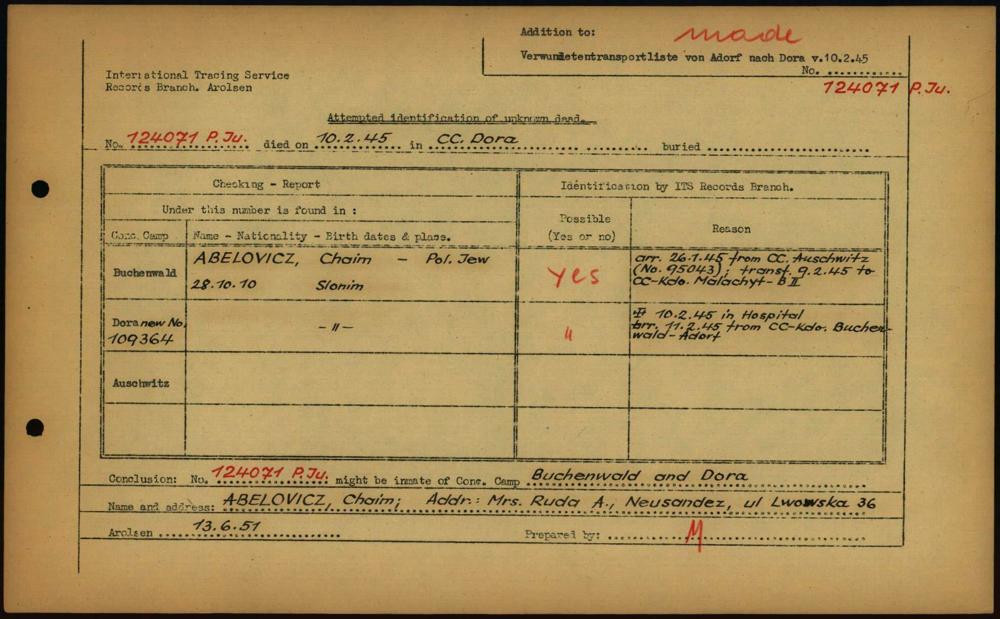 Addition to: made
Verwundetentransportliste von Adorf nach Dora v.10.2.45
No. ............
124071 P.Ju.
International Tracing Service
Records Branch. Arolsen
Attempted identification of unknown dead.
No. 124071 P.Ju. died on 10.2.45 in CC. Dora buried
Checking - Report
Identification by ITS Records Branch.
Under this number is found in :
Possible
(Yes or no)
Reason
Conc. Camp
Name - Nationality - Birth dates & place.
Buchenwald
ABELOVICZ, Chaim - Pol. Jew
28.10.10 Slonim
yes
arr. 26.1.45 from CC. Auschwitz
(No. 95043); transf. 9.2.45 to
CC-Kdo. Malachyt - B II
Dora new No.
109364
- " -
"
10.2.45 in Hospital
arr. 11.2.45 from CC-Kdo. Buchen-
wald - Adorf
Auschwitz
Conclusion: No. 124071 P.Ju. might be inmate of Conc. Camp Buchenwald and Dora
Name and address: ABELOVICZ, Chaim; Addr.: Mrs. Ruda A., Neusandez, ul Lwowska 36
Arolsen 13.6.51 Prepared by: M